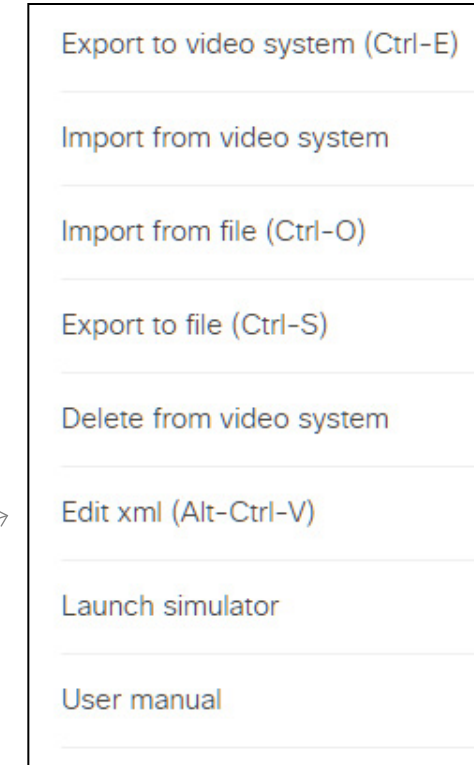 Export to video system (Ctrl-E)
Import from video system
Import from file (Ctrl-O)
Export to file (Ctrl-S)
Delete from video system
Edit xml (Alt-Ctrl-V)
Launch simulator
User manual